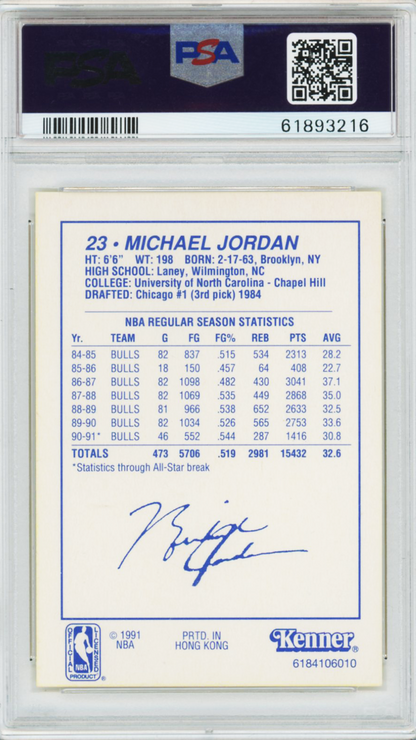 PSA
PSA
61893216
23 • MICHAEL JORDAN
HT: 6'6" WT: 198 BORN: 2-17-63, Brooklyn, NY
HIGH SCHOOL: Laney, Wilmington, NC
COLLEGE: University of North Carolina - Chapel Hill
DRAFTED: Chicago #1 (3rd pick) 1984
NBA REGULAR SEASON STATISTICS
Yr. TEAM G FG FG% REB PTS AVG
84-85 BULLS 82 837 .515 534 2313 28.2
85-86 BULLS 18 150 .457 64 408 22.7
86-87 BULLS 82 1098 .482 430 3041 37.1
87-88 BULLS 82 1069 .535 449 2868 35.0
88-89 BULLS 81 966 .538 652 2633 32.5
89-90 BULLS 82 1034 .526 565 2753 33.6
90-91* BULLS 46 552 .544 287 1416 30.8
TOTALS 473 5706 .519 2981 15432 32.6
*Statistics through All-Star break
Michael Jordan
OFFICIAL LICENSED PRODUCT
NBA
© 1991
NBA
PRTD. IN
HONG KONG
Kenner®
6184106010